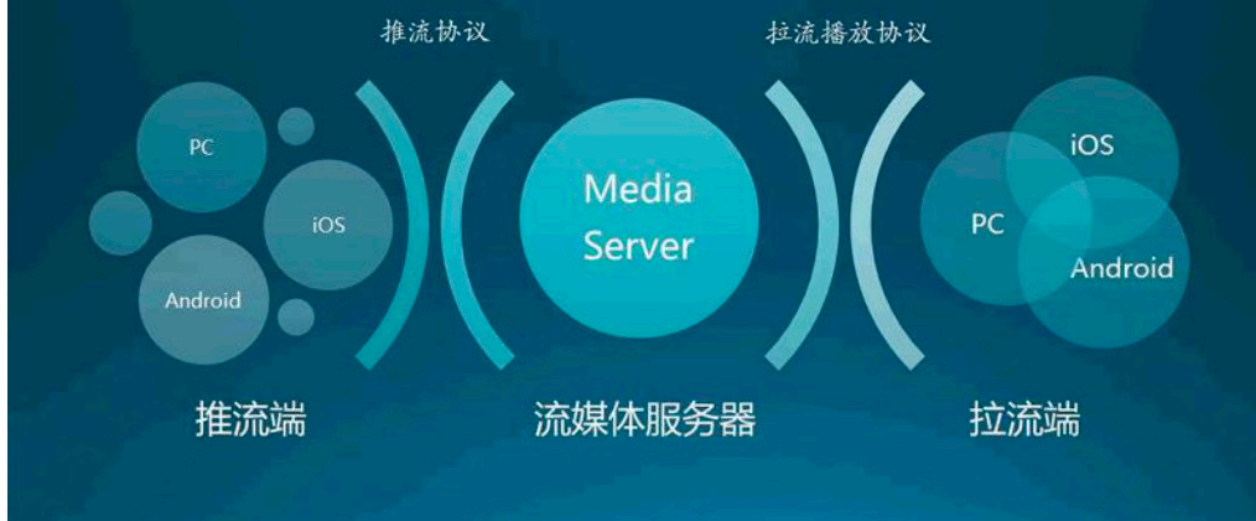 推流协议
拉流播放协议
PC
iOS
Android
Media
Server
iOS
PC
Android
推流端
流媒体服务器
拉流端